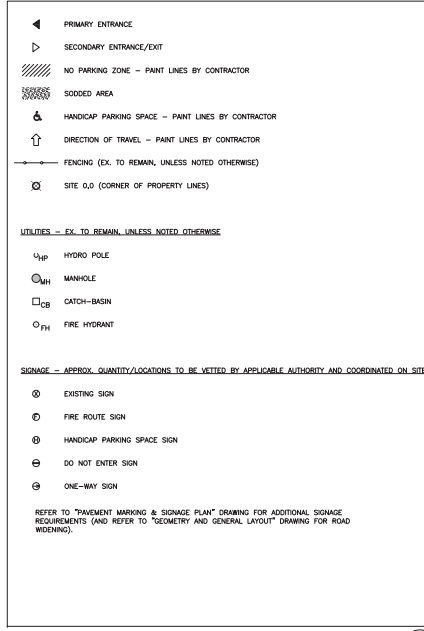 PRIMARY ENTRANCE
SECONDARY ENTRANCE/EXIT
NO PARKING ZONE – PAINT LINES BY CONTRACTOR
SODDED AREA
HANDICAP PARKING SPACE – PAINT LINES BY CONTRACTOR
DIRECTION OF TRAVEL – PAINT LINES BY CONTRACTOR
FENCING (EX. TO REMAIN, UNLESS NOTED OTHERWISE)
SITE 0,0 (CORNER OF PROPERTY LINES)
UTILITIES – EX. TO REMAIN, UNLESS NOTED OTHERWISE
HP HYDRO POLE
MH MANHOLE
CB CATCH–BASIN
FH FIRE HYDRANT
SIGNAGE – APPROX. QUANTITY/LOCATIONS TO BE VETTED BY APPLICABLE AUTHORITY AND COORDINATED ON SITE
X EXISTING SIGN
F FIRE ROUTE SIGN
H HANDICAP PARKING SPACE SIGN
DO NOT ENTER SIGN
ONE–WAY SIGN
REFER TO "PAVEMENT MARKING & SIGNAGE PLAN" DRAWING FOR ADDITIONAL SIGNAGE
REQUIREMENTS (AND REFER TO "GEOMETRY AND GENERAL LAYOUT" DRAWING FOR ROAD
WIDENING).